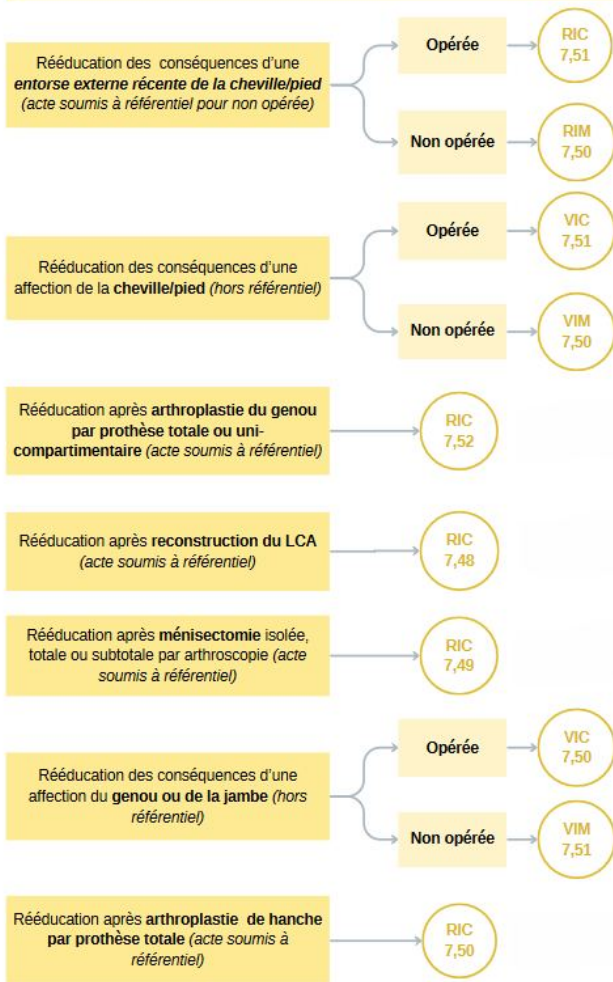 Rééducation des conséquences d'une
entorse externe récente de la cheville/pied
(acte soumis à référentiel pour non opérée)
Opérée
RIC
7,51
Non opérée
RIM
7,50
Rééducation des conséquences d'une
affection de la cheville/pied (hors référentiel)
Opérée
VIC
7,51
Non opérée
VIM
7,50
Rééducation après arthroplastie du genou
par prothèse totale ou uni-
compartimentaire (acte soumis à référentiel)
RIC
7,52
Rééducation après reconstruction du LCA
(acte soumis à référentiel)
RIC
7,48
Rééducation après ménisectomie isolée,
totale ou subtotale par arthroscopie (acte
soumis à référentiel)
RIC
7,49
Rééducation des conséquences d'une
affection du genou ou de la jambe (hors
référentiel)
Opérée
VIC
7,50
Non opérée
VIM
7,51
Rééducation après arthroplastie de hanche
par prothèse totale (acte soumis à
référentiel)
RIC
7,50